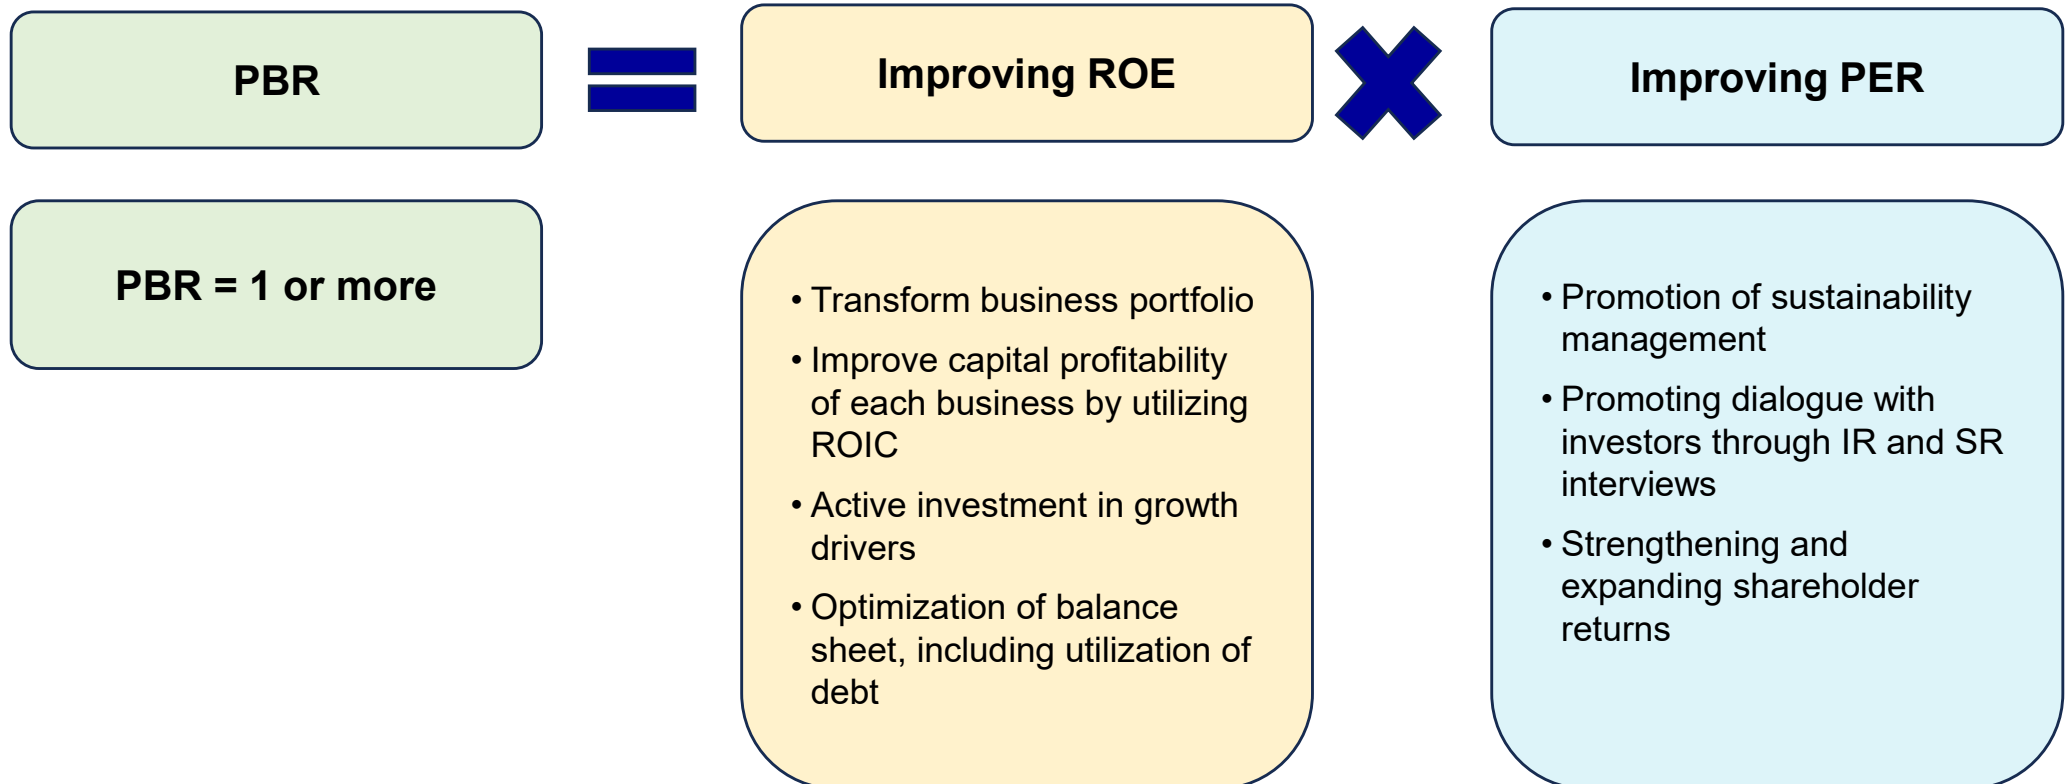 PBR
Improving ROE
Improving PER
PBR = 1 or more
• Transform business portfolio
• Improve capital profitability
of each business by utilizing
ROIC
• Active investment in growth
drivers
• Optimization of balance
sheet, including utilization of
debt
• Promotion of sustainability
management
• Promoting dialogue with
investors through IR and SR
interviews
• Strengthening and
expanding shareholder
returns